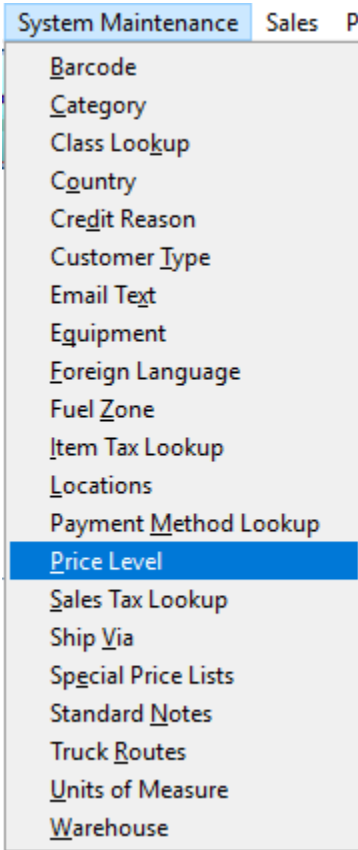 System Maintenance Sales P
Barcode
Category
Class Lookup
Country
Credit Reason
Customer Type
Email Text
Equipment
Foreign Language
Fuel Zone
Item Tax Lookup
Locations
Payment Method Lookup
Price Level
Sales Tax Lookup
Ship Via
Special Price Lists
Standard Notes
Truck Routes
Units of Measure
Warehouse